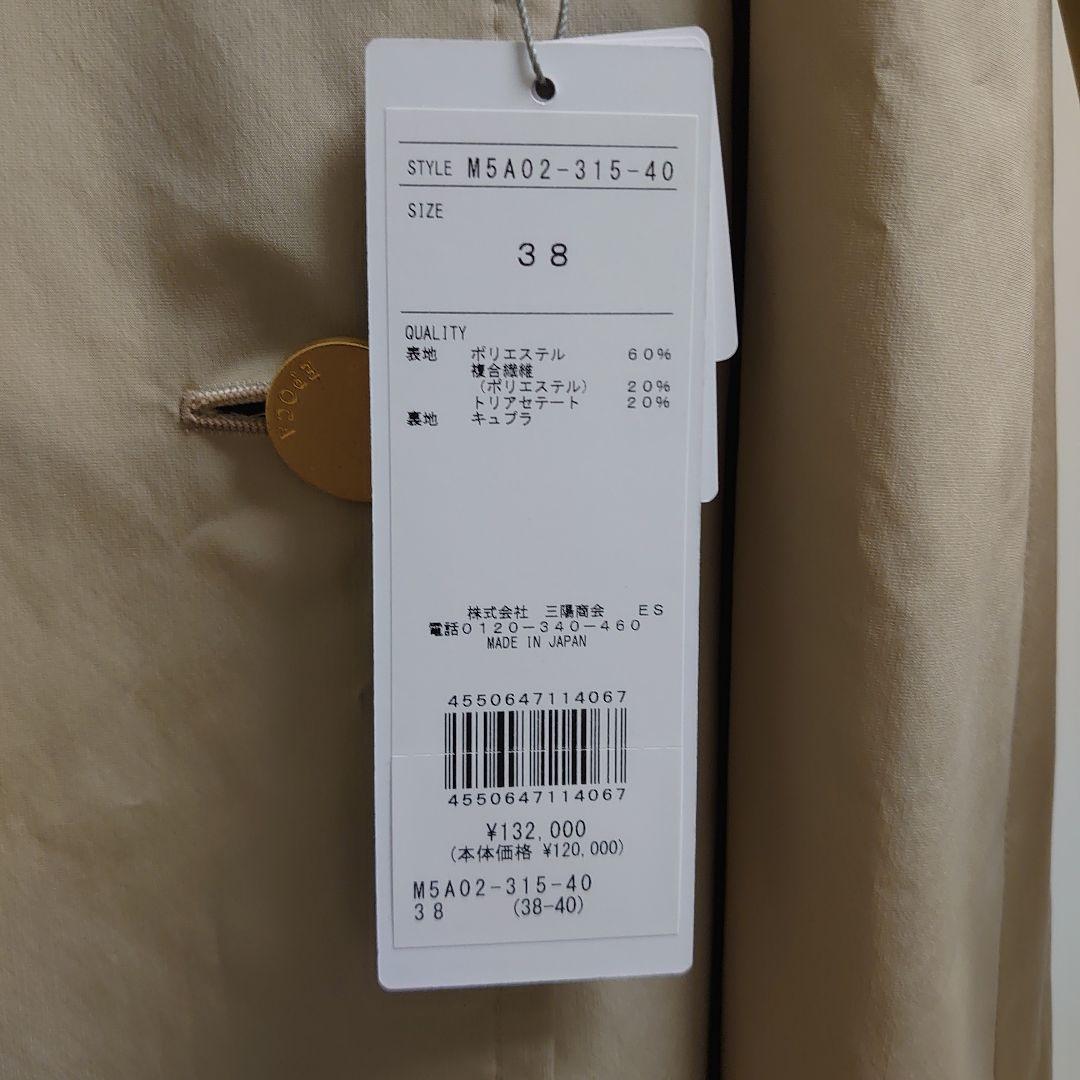 STYLE M5A02-315-40
SIZE
38
QUALITY
表地 ポリエステル 60%
複合繊維
(ポリエステル) 20%
トリアセテート 20%
裏地 キュプラ
EPOCA
株式会社 三陽商会 ES
電話0120-340-460
MADE IN JAPAN
4550647114067
4550647114067
¥132,000
(本体価格 ¥120,000)
M5A02-315-40
38 (38-40)